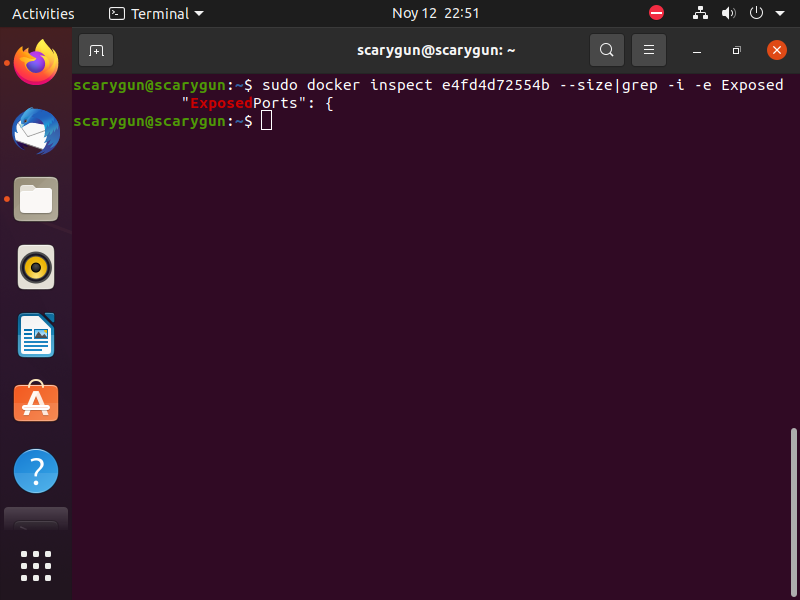 Activities
Terminal
Noy 12 22:51
scarygun@scarygun: ~
scarygun@scarygun:~$ sudo docker inspect e4fd4d72554b --size|grep -i -e Exposed
"ExposedPorts": {
scarygun@scarygun:~$